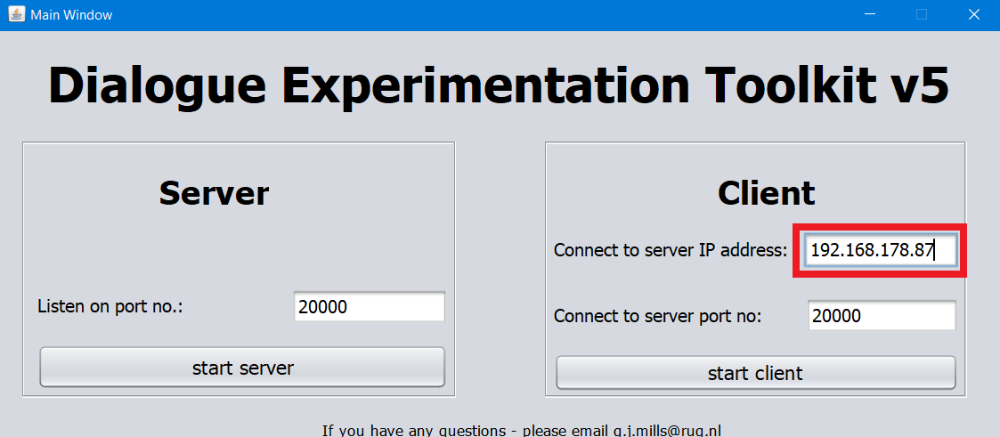 Main Window
Dialogue Experimentation Toolkit v5
Server
Listen on port no.:
20000
start server
Client
Connect to server IP address:
192.168.178.87
Connect to server port no:
20000
start client
If you have any questions - please email g.j.mills@rug.nl